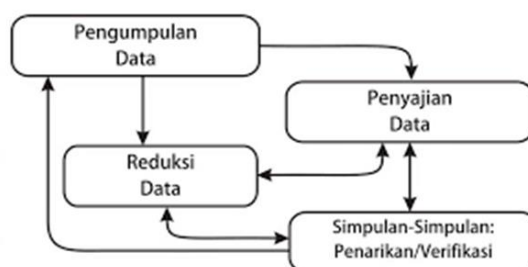 Pengumpulan
Data
Penyajian
Data
Reduksi
Data
Simpulan-Simpulan:
Penarikan/Verifikasi